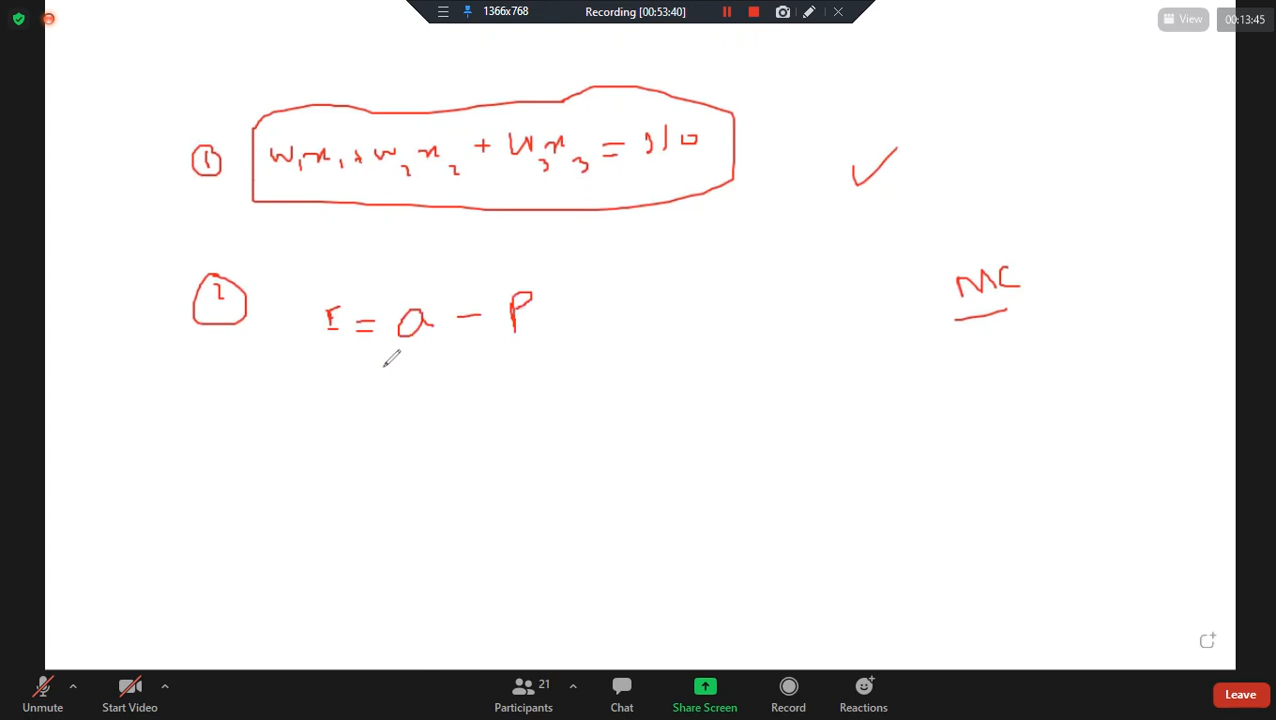 1366x768 Recording [00:53:40]
View 00:13:45
① w₁x₁ + w₂x₂ + w₃x₃ =
MC
2 I = a - P
21
Unmute Start Video Participants Chat Share Screen Record Reactions Leave